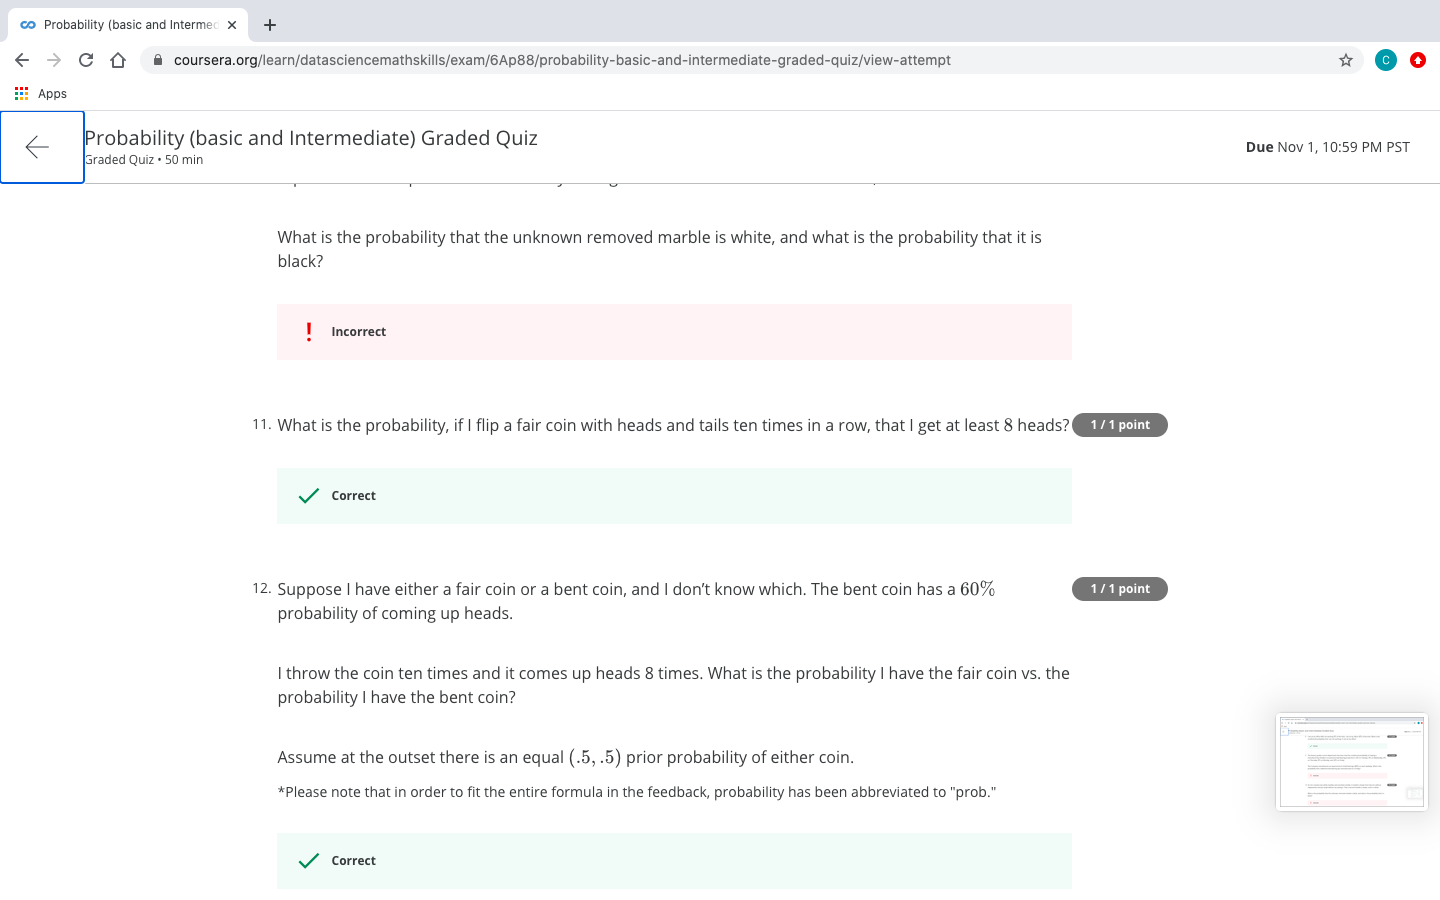 Probability (basic and Intermed
coursera.org/learn/datasciencemathskills/exam/6Ap88/probability-basic-and-intermediate-graded-quiz/view-attempt
C
Apps
Probability (basic and Intermediate) Graded Quiz
Graded Quiz • 50 min
Due Nov 1, 10:59 PM PST
What is the probability that the unknown removed marble is white, and what is the probability that it is
black?
! Incorrect
11. What is the probability, if I flip a fair coin with heads and tails ten times in a row, that I get at least 8 heads? 1 / 1 point
Correct
12. Suppose I have either a fair coin or a bent coin, and I don’t know which. The bent coin has a 60% 1 / 1 point
probability of coming up heads.
I throw the coin ten times and it comes up heads 8 times. What is the probability I have the fair coin vs. the
probability I have the bent coin?
Assume at the outset there is an equal (.5, .5) prior probability of either coin.
*Please note that in order to fit the entire formula in the feedback, probability has been abbreviated to "prob."
Correct